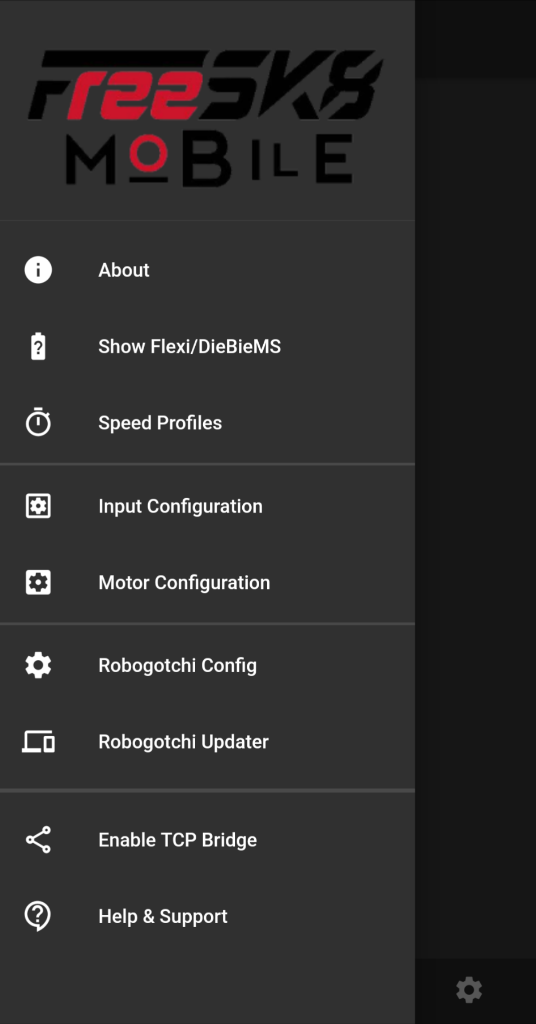 FreeSK8
MOBILE
About
Show Flexi/DieBieMS
Speed Profiles
Input Configuration
Motor Configuration
Robogotchi Config
Robogotchi Updater
Enable TCP Bridge
Help & Support